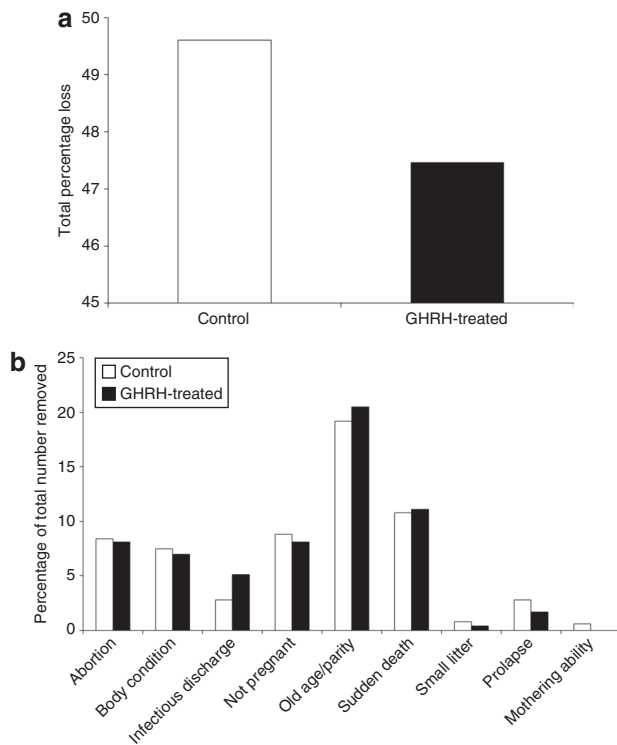 a
Total percentage loss
50
49
48
47
46
45
Control
GHRH-treated
b
Percentage of total number removed
25
20
15
10
5
0
Control
GHRH-treated
Abortion
Body condition
Infectious discharge
Not pregnant
Old age/parity
Sudden death
Small litter
Prolapse
Mothering ability